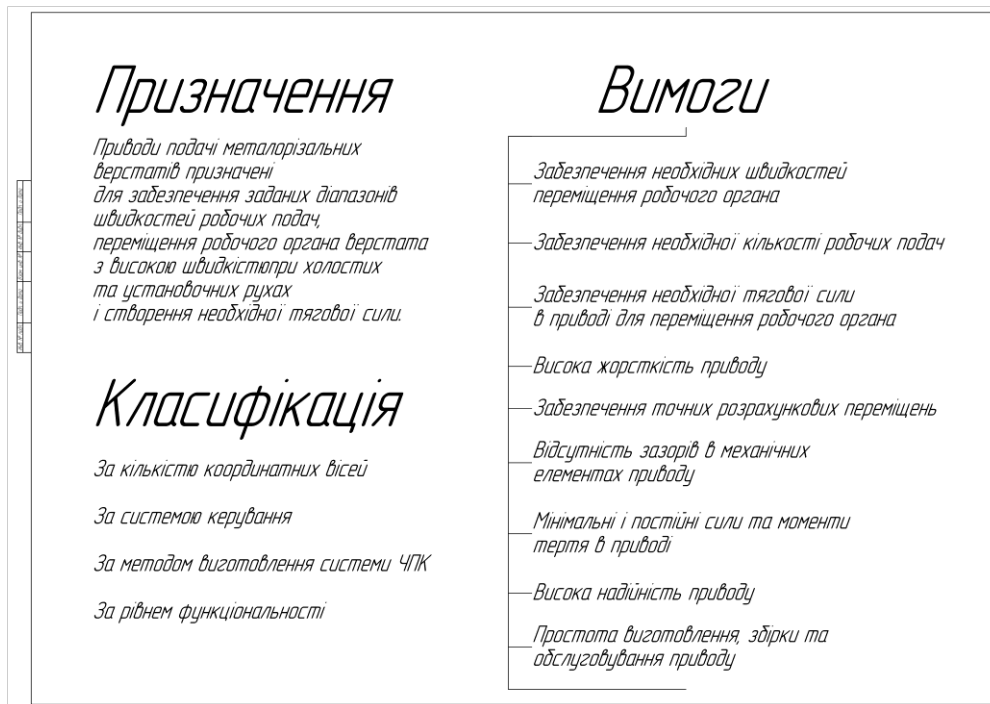 Призначення
Приводи подачі металорізальних
верстатів призначені
для забезпечення заданих діапазонів
швидкостей робочих подач,
переміщення робочого органа верстата
з високою швидкістюпри холостих
та установочних рухах
і створення необхідної тягової сили.
Класифікація
За кількістю координатних вісей
За системою керування
За методом виготовлення системи ЧПК
За рівнем функціональності
Вимоги
Забезпечення необхідних швидкостей
переміщення робочого органа
Забезпечення необхідної кількості робочих подач
Забезпечення необхідної тягової сили
в приводі для переміщення робочого органа
Висока жорсткість приводу
Забезпечення точних розрахункових переміщень
Відсутність зазорів в механічних
елементах приводу
Мінімальні і постійні сили та моменти
тертя в приводі
Висока надійність приводу
Простота виготовлення, збірки та
обслуговування приводу